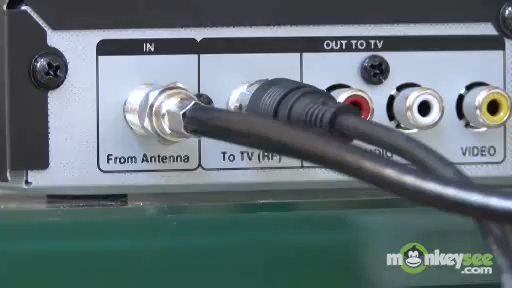 IN
OUT TO TV
From Antenna
To TV (RF)
VIDEO
monkeysee
.com